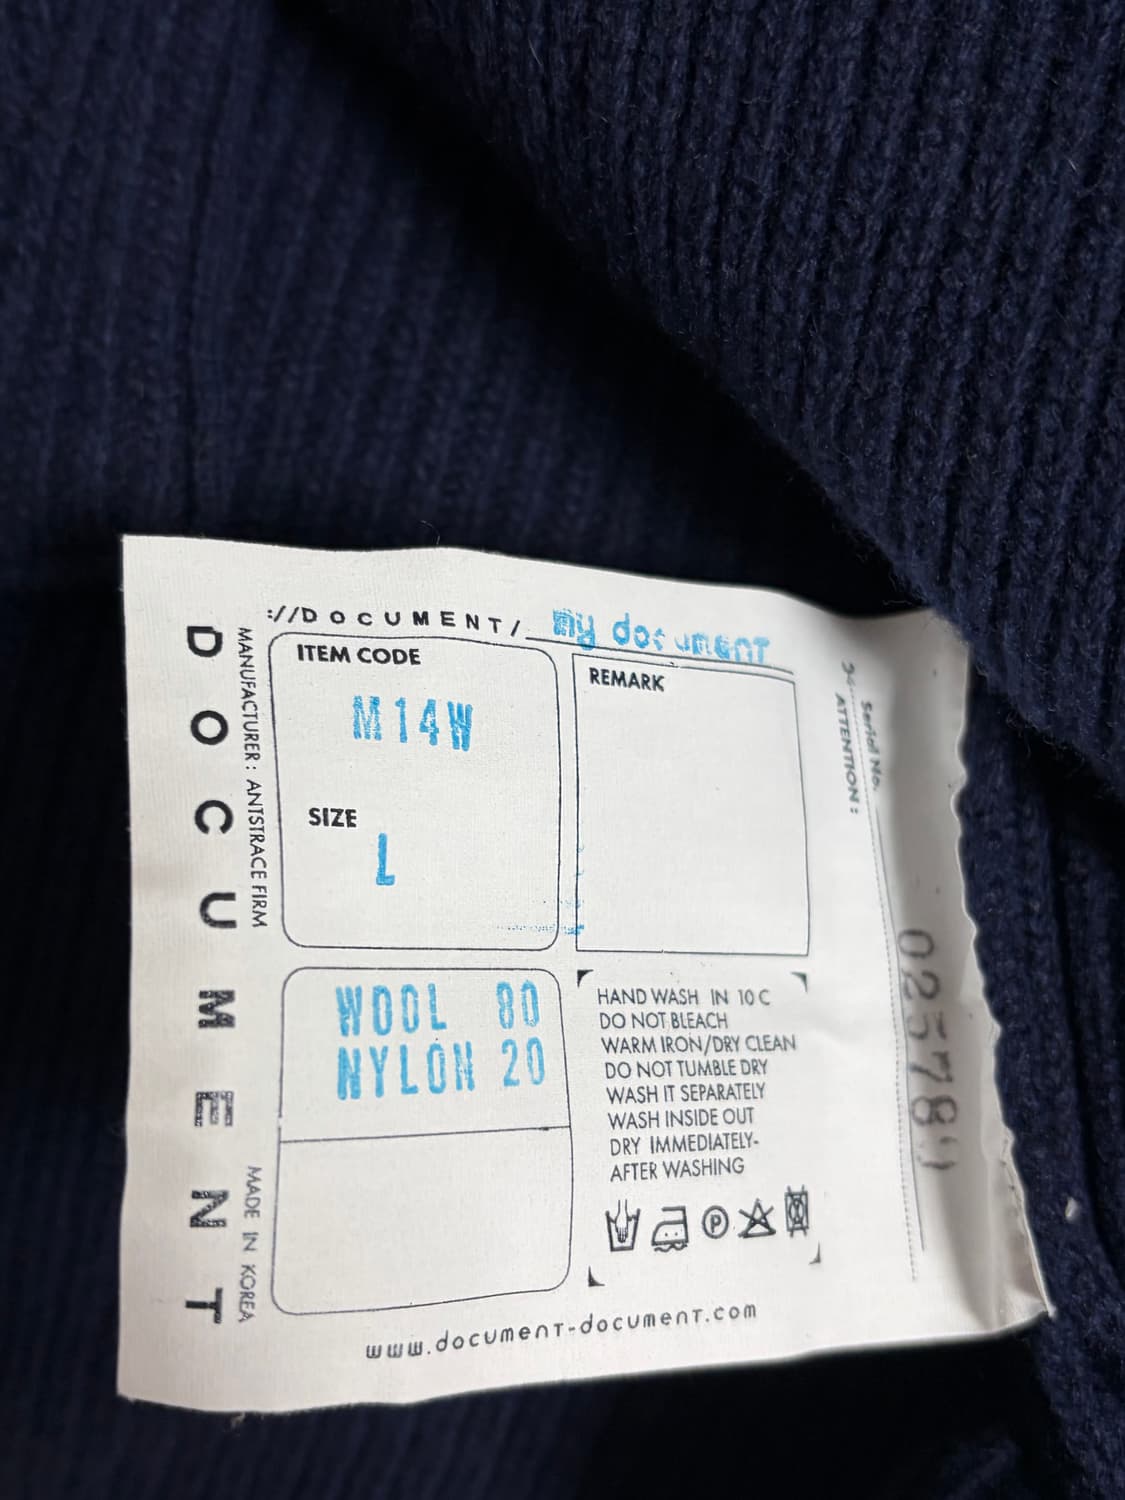 ://DOCUMENT/ my document
ITEM CODE
M14W
SIZE
L
REMARK
WOOL 80
NYLON 20
HAND WASH IN 10 C
DO NOT BLEACH
WARM IRON/DRY CLEAN
DO NOT TUMBLE DRY
WASH IT SEPARATELY
WASH INSIDE OUT
DRY IMMEDIATELY-
AFTER WASHING
P
www.document-document.com
DOCUMENT
MANUFACTURER: ANTSTRACE FIRM
MADE IN KOREA
ATTENTION:
Serial No.